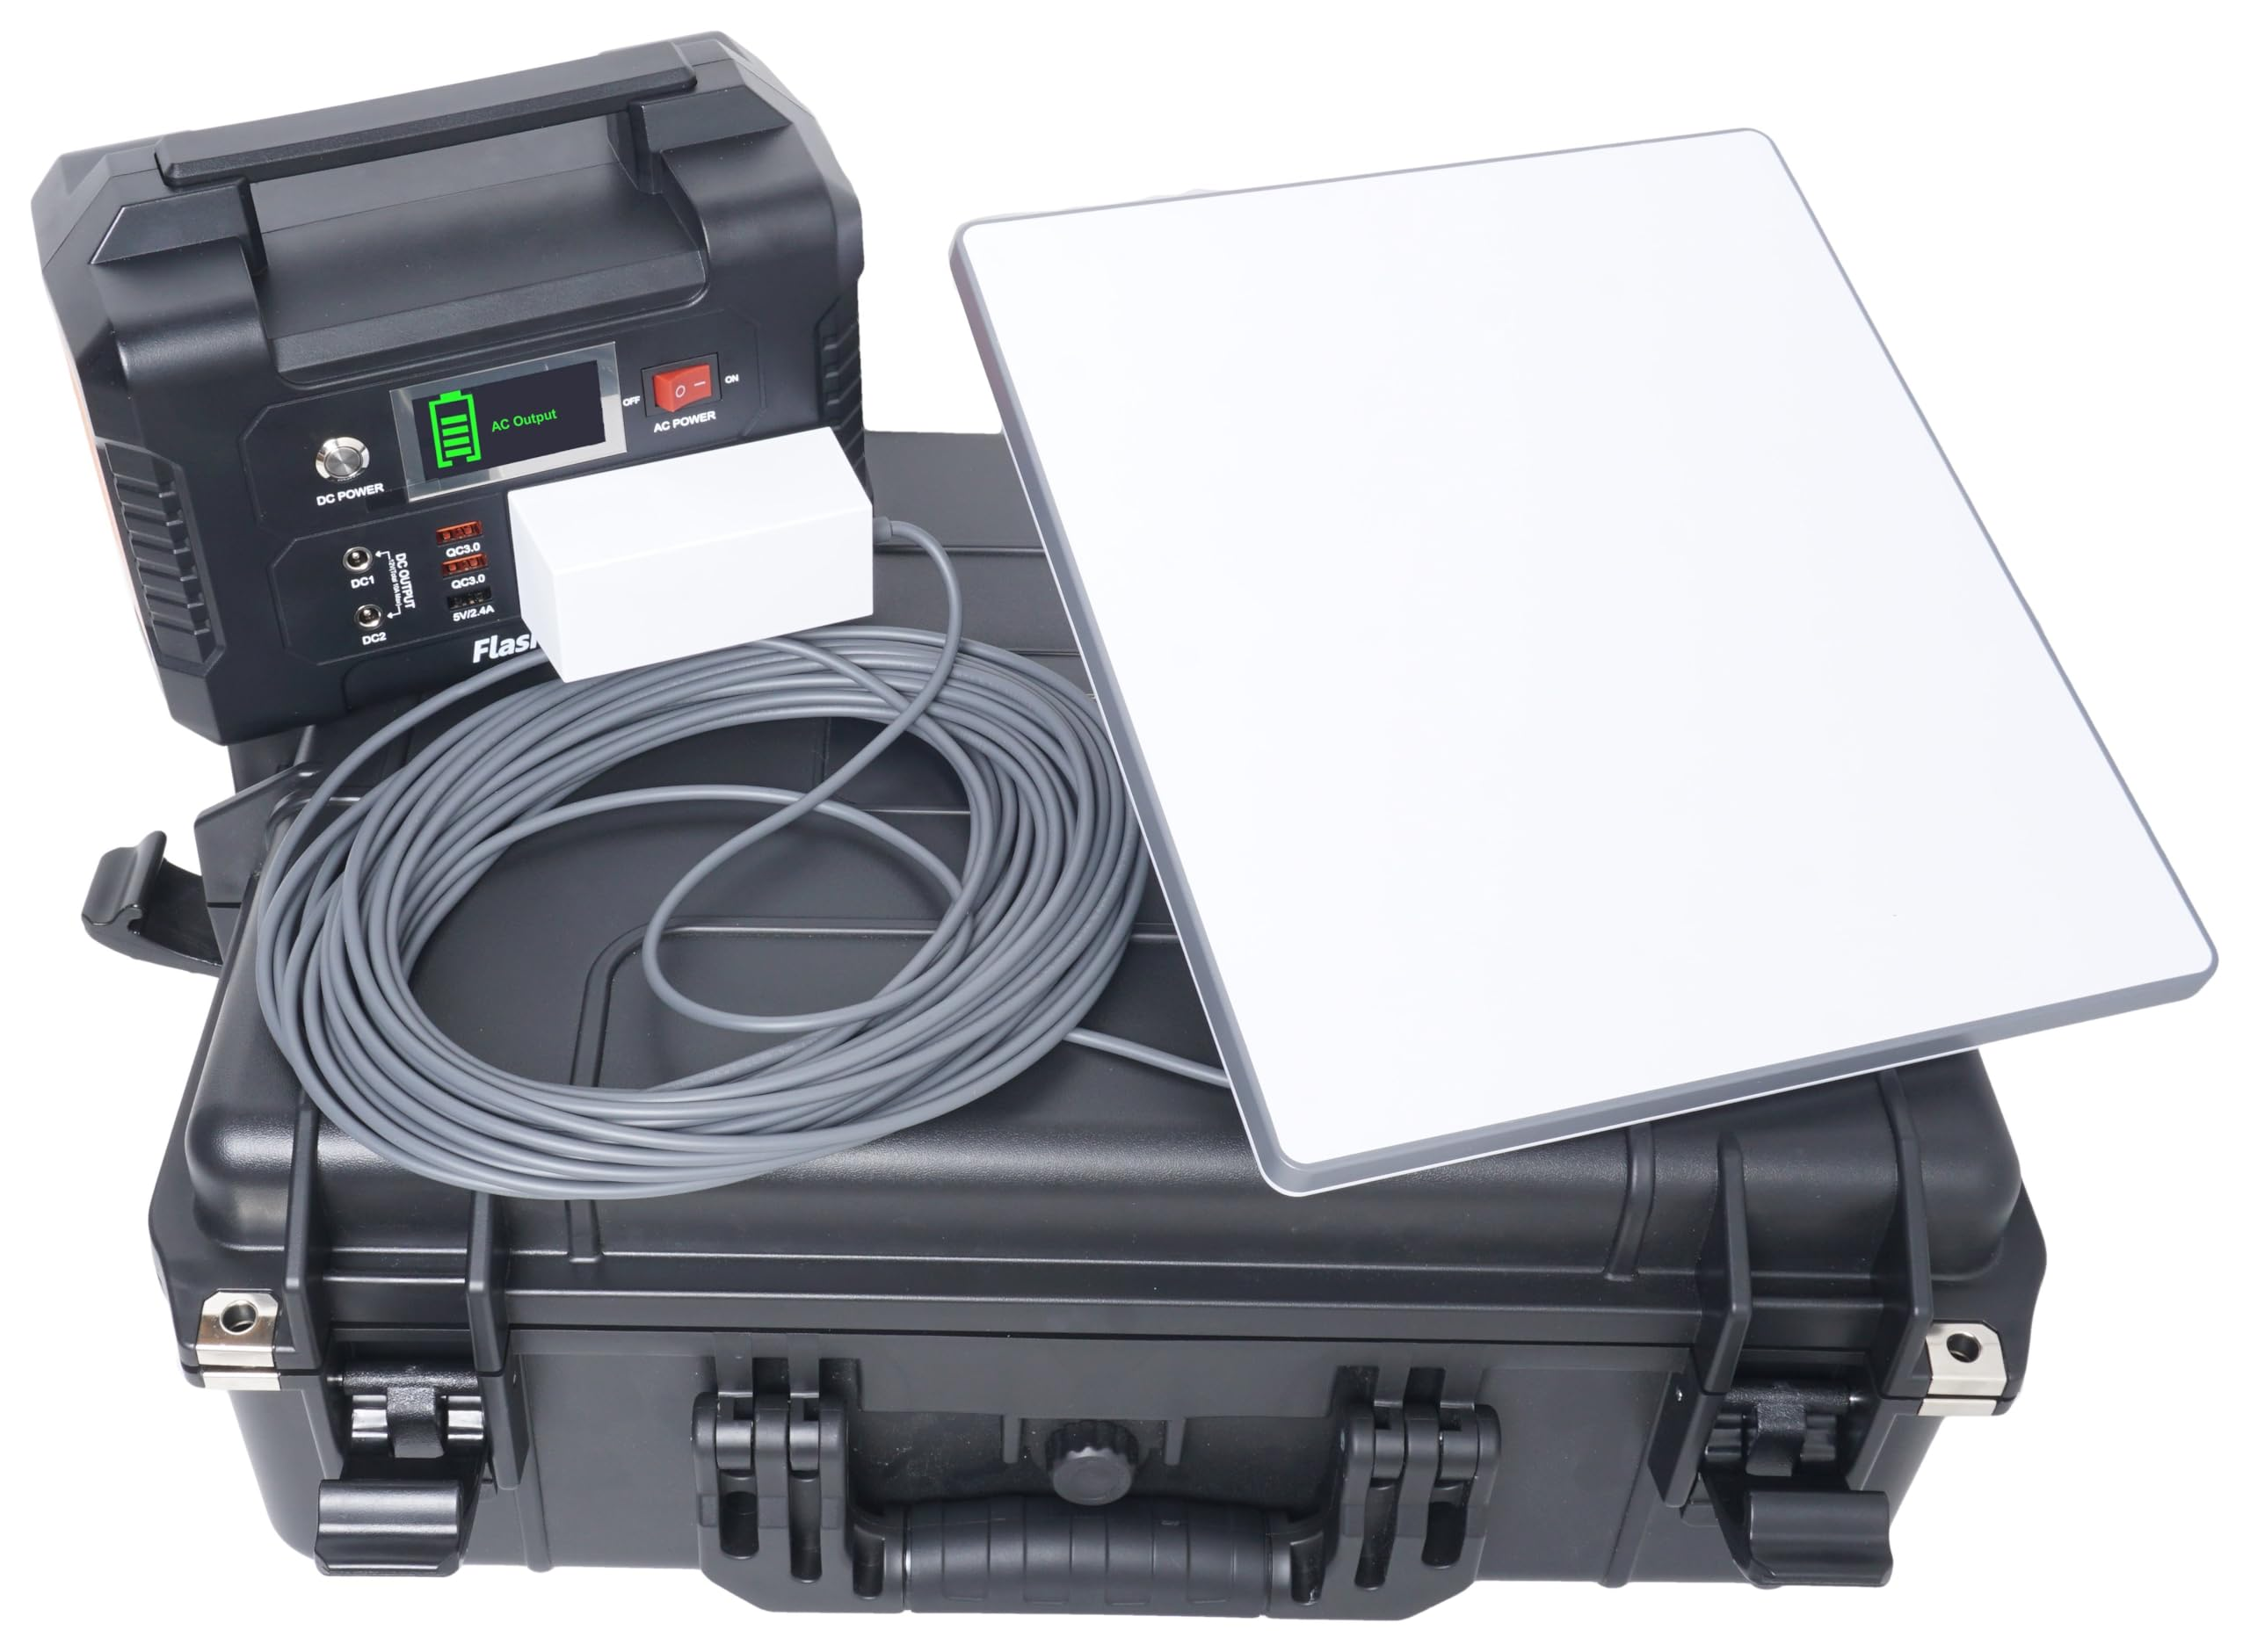 AC Output
OFF
ON
AC POWER
DC POWER
QC3.0
QC3.0
5V/2.4A
DC1
DC2
DC OUTPUT